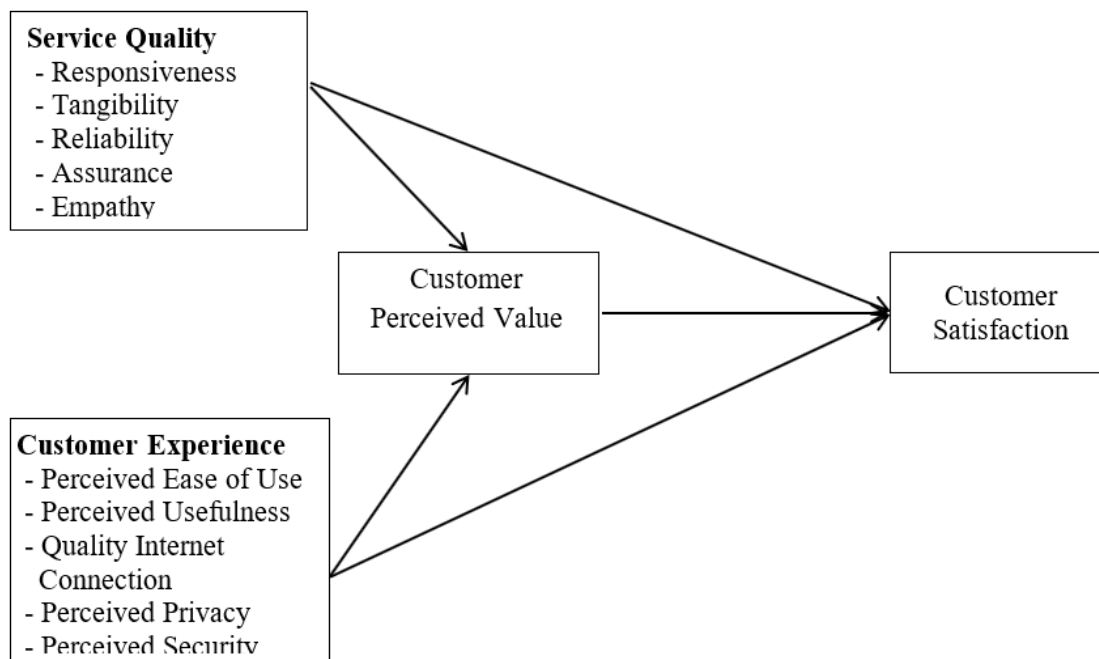 Service Quality
- Responsiveness
- Tangibility
- Reliability
- Assurance
- Empathy
Customer
Perceived Value
Customer
Satisfaction
Customer Experience
- Perceived Ease of Use
- Perceived Usefulness
- Quality Internet
Connection
- Perceived Privacy
- Perceived Security